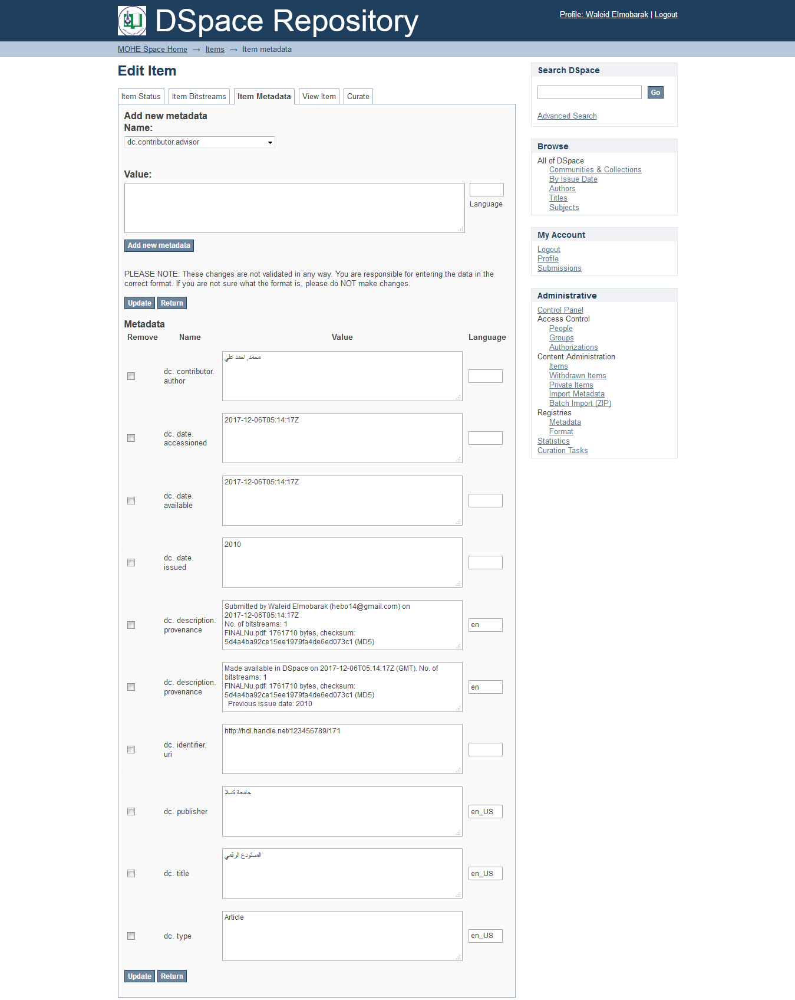 DSpace Repository
Profile: Waleid Elmobarak | Logout
MOHE Space Home → Items → Item metadata
Edit Item
Item Status
Item Bitstreams
Item Metadata
View Item
Curate
Add new metadata
Name:
dc.contributor.advisor
Value:
Language
Add new metadata
PLEASE NOTE: These changes are not validated in any way. You are responsible for entering the data in the
correct format. If you are not sure what the format is, please do NOT make changes.
Update Return
Metadata
Remove Name Value Language
dc. contributor.
author
محمد, احمد علي
dc. date.
accessioned
2017-12-06T05:14:17Z
dc. date.
available
2017-12-06T05:14:17Z
dc. date.
issued
2010
dc. description.
provenance
Submitted by Waleid Elmobarak (hebo14@gmail.com) on
2017-12-06T05:14:17Z
No. of bitstreams: 1
FINALNu.pdf: 1761710 bytes, checksum:
5d4a4ba92ce15ee1979fa4de6ed073c1 (MD5)
en
dc. description.
provenance
Made available in DSpace on 2017-12-06T05:14:17Z (GMT). No. of
bitstreams: 1
FINALNu.pdf: 1761710 bytes, checksum:
5d4a4ba92ce15ee1979fa4de6ed073c1 (MD5)
Previous issue date: 2010
en
dc. identifier.
uri
http://hdl.handle.net/123456789/171
dc. publisher
جامعة كسلا
en_US
dc. title
المستودع الرقمي
en_US
dc. type
Article
en_US
Update Return
Search DSpace
Go
Advanced Search
Browse
All of DSpace
Communities & Collections
By Issue Date
Authors
Titles
Subjects
My Account
Logout
Profile
Submissions
Administrative
Control Panel
Access Control
People
Groups
Authorizations
Content Administration
Items
Withdrawn Items
Private Items
Import Metadata
Batch Import (ZIP)
Registries
Metadata
Format
Statistics
Curation Tasks